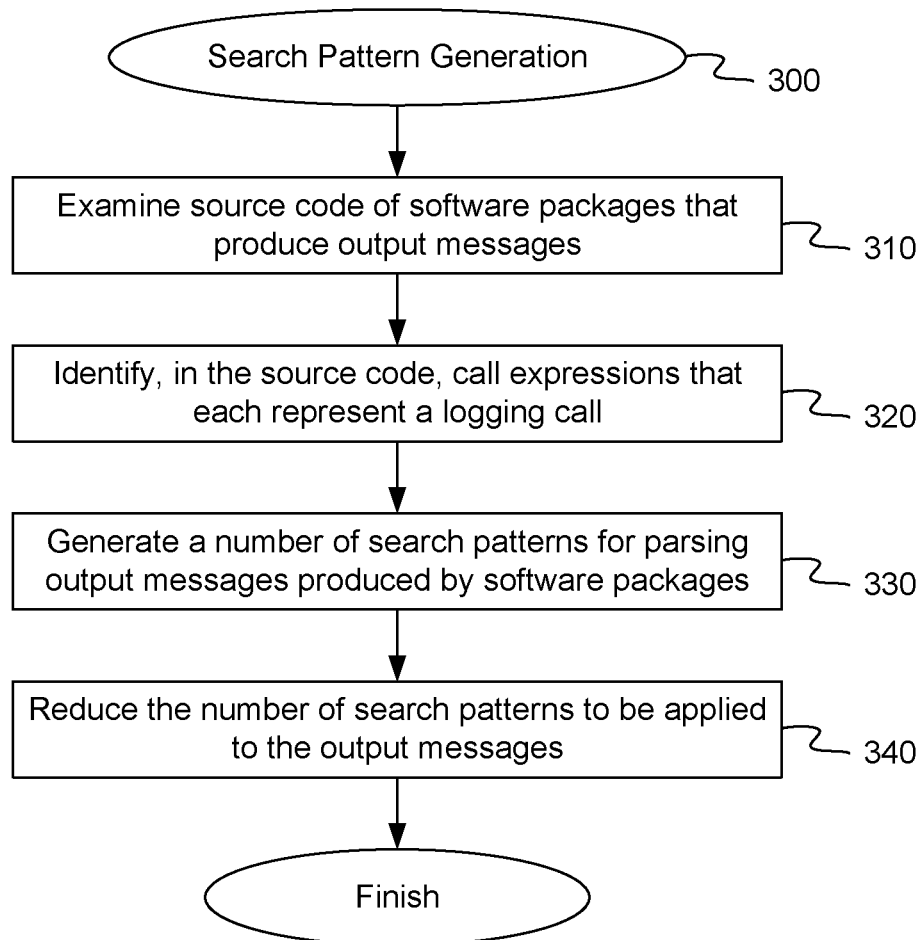 Search Pattern Generation
300
Examine source code of software packages that
produce output messages
310
Identify, in the source code, call expressions that
each represent a logging call
320
Generate a number of search patterns for parsing
output messages produced by software packages
330
Reduce the number of search patterns to be applied
to the output messages
340
Finish